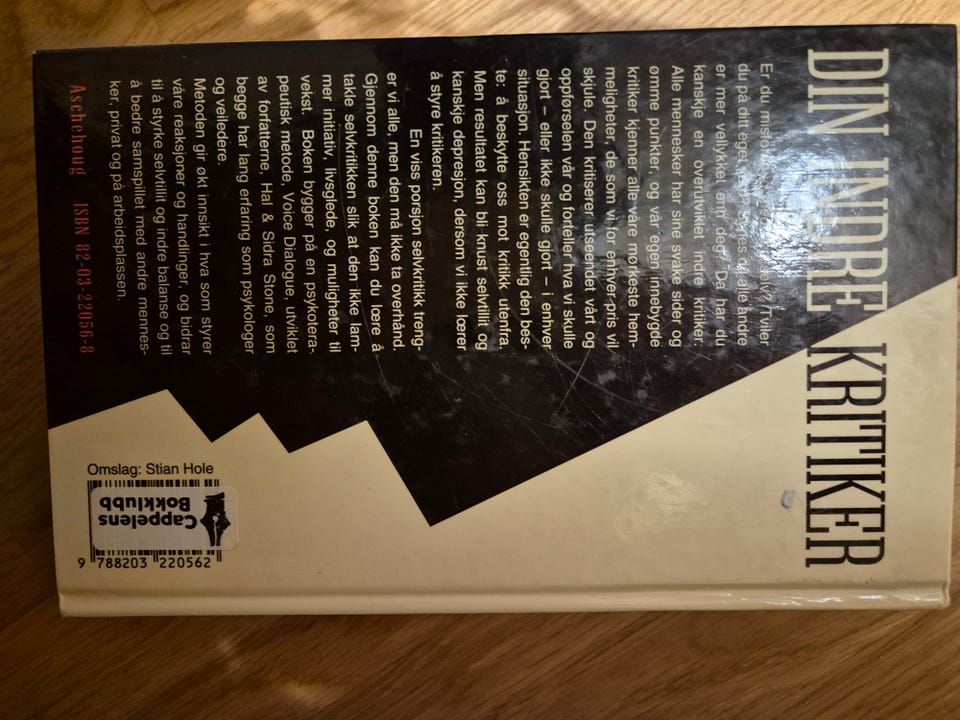 DIN INDRE KRITIKER
Er du
du på ditt eget Tviler
er mer vellykket enn deg? Da har du
kanskje en overutviklet indre kritiker.
Alle mennesker har sine svake sider og
ømme punkter, og vår egen innebygde
kritiker kjenner alle våre mørkeste hem-
meligheter, de som vi for enhver pris vil
skjule. Den kritiserer utseendet vårt og
oppførselen vår og forteller hva vi skulle
gjort – eller ikke skulle gjort – i enhver
situasjon. Hensikten er egentlig den bes-
te: å beskytte oss mot kritikk utenfra.
Men resultatet kan bli knust selvtillit og
kanskje depresjon, dersom vi ikke lærer
å styre kritikeren.
En viss porsjon selvkritikk treng-
er vi alle, men den må ikke ta overhånd.
Gjennom denne boken kan du lære å
takle selvkritikken slik at den ikke lam-
mer initiativ, livsglede, og muligheter til
vekst. Boken bygger på en psykotera-
peutisk metode, Voice Dialogue, utviklet
av forfatterne, Hal & Sidra Stone, som
begge har lang erfaring som psykologer
og veiledere.
Metoden gir økt innsikt i hva som styrer
våre reaksjoner og handlinger, og bidrar
til å styrke selvtillit og indre balanse og til
å bedre samspillet med andre mennes-
ker, privat og på arbeidsplassen.
Aschehoug ISBN 82-03-22056-8
Omslag: Stian Hole
Cappelens
Bokklubb
9 788203 220562